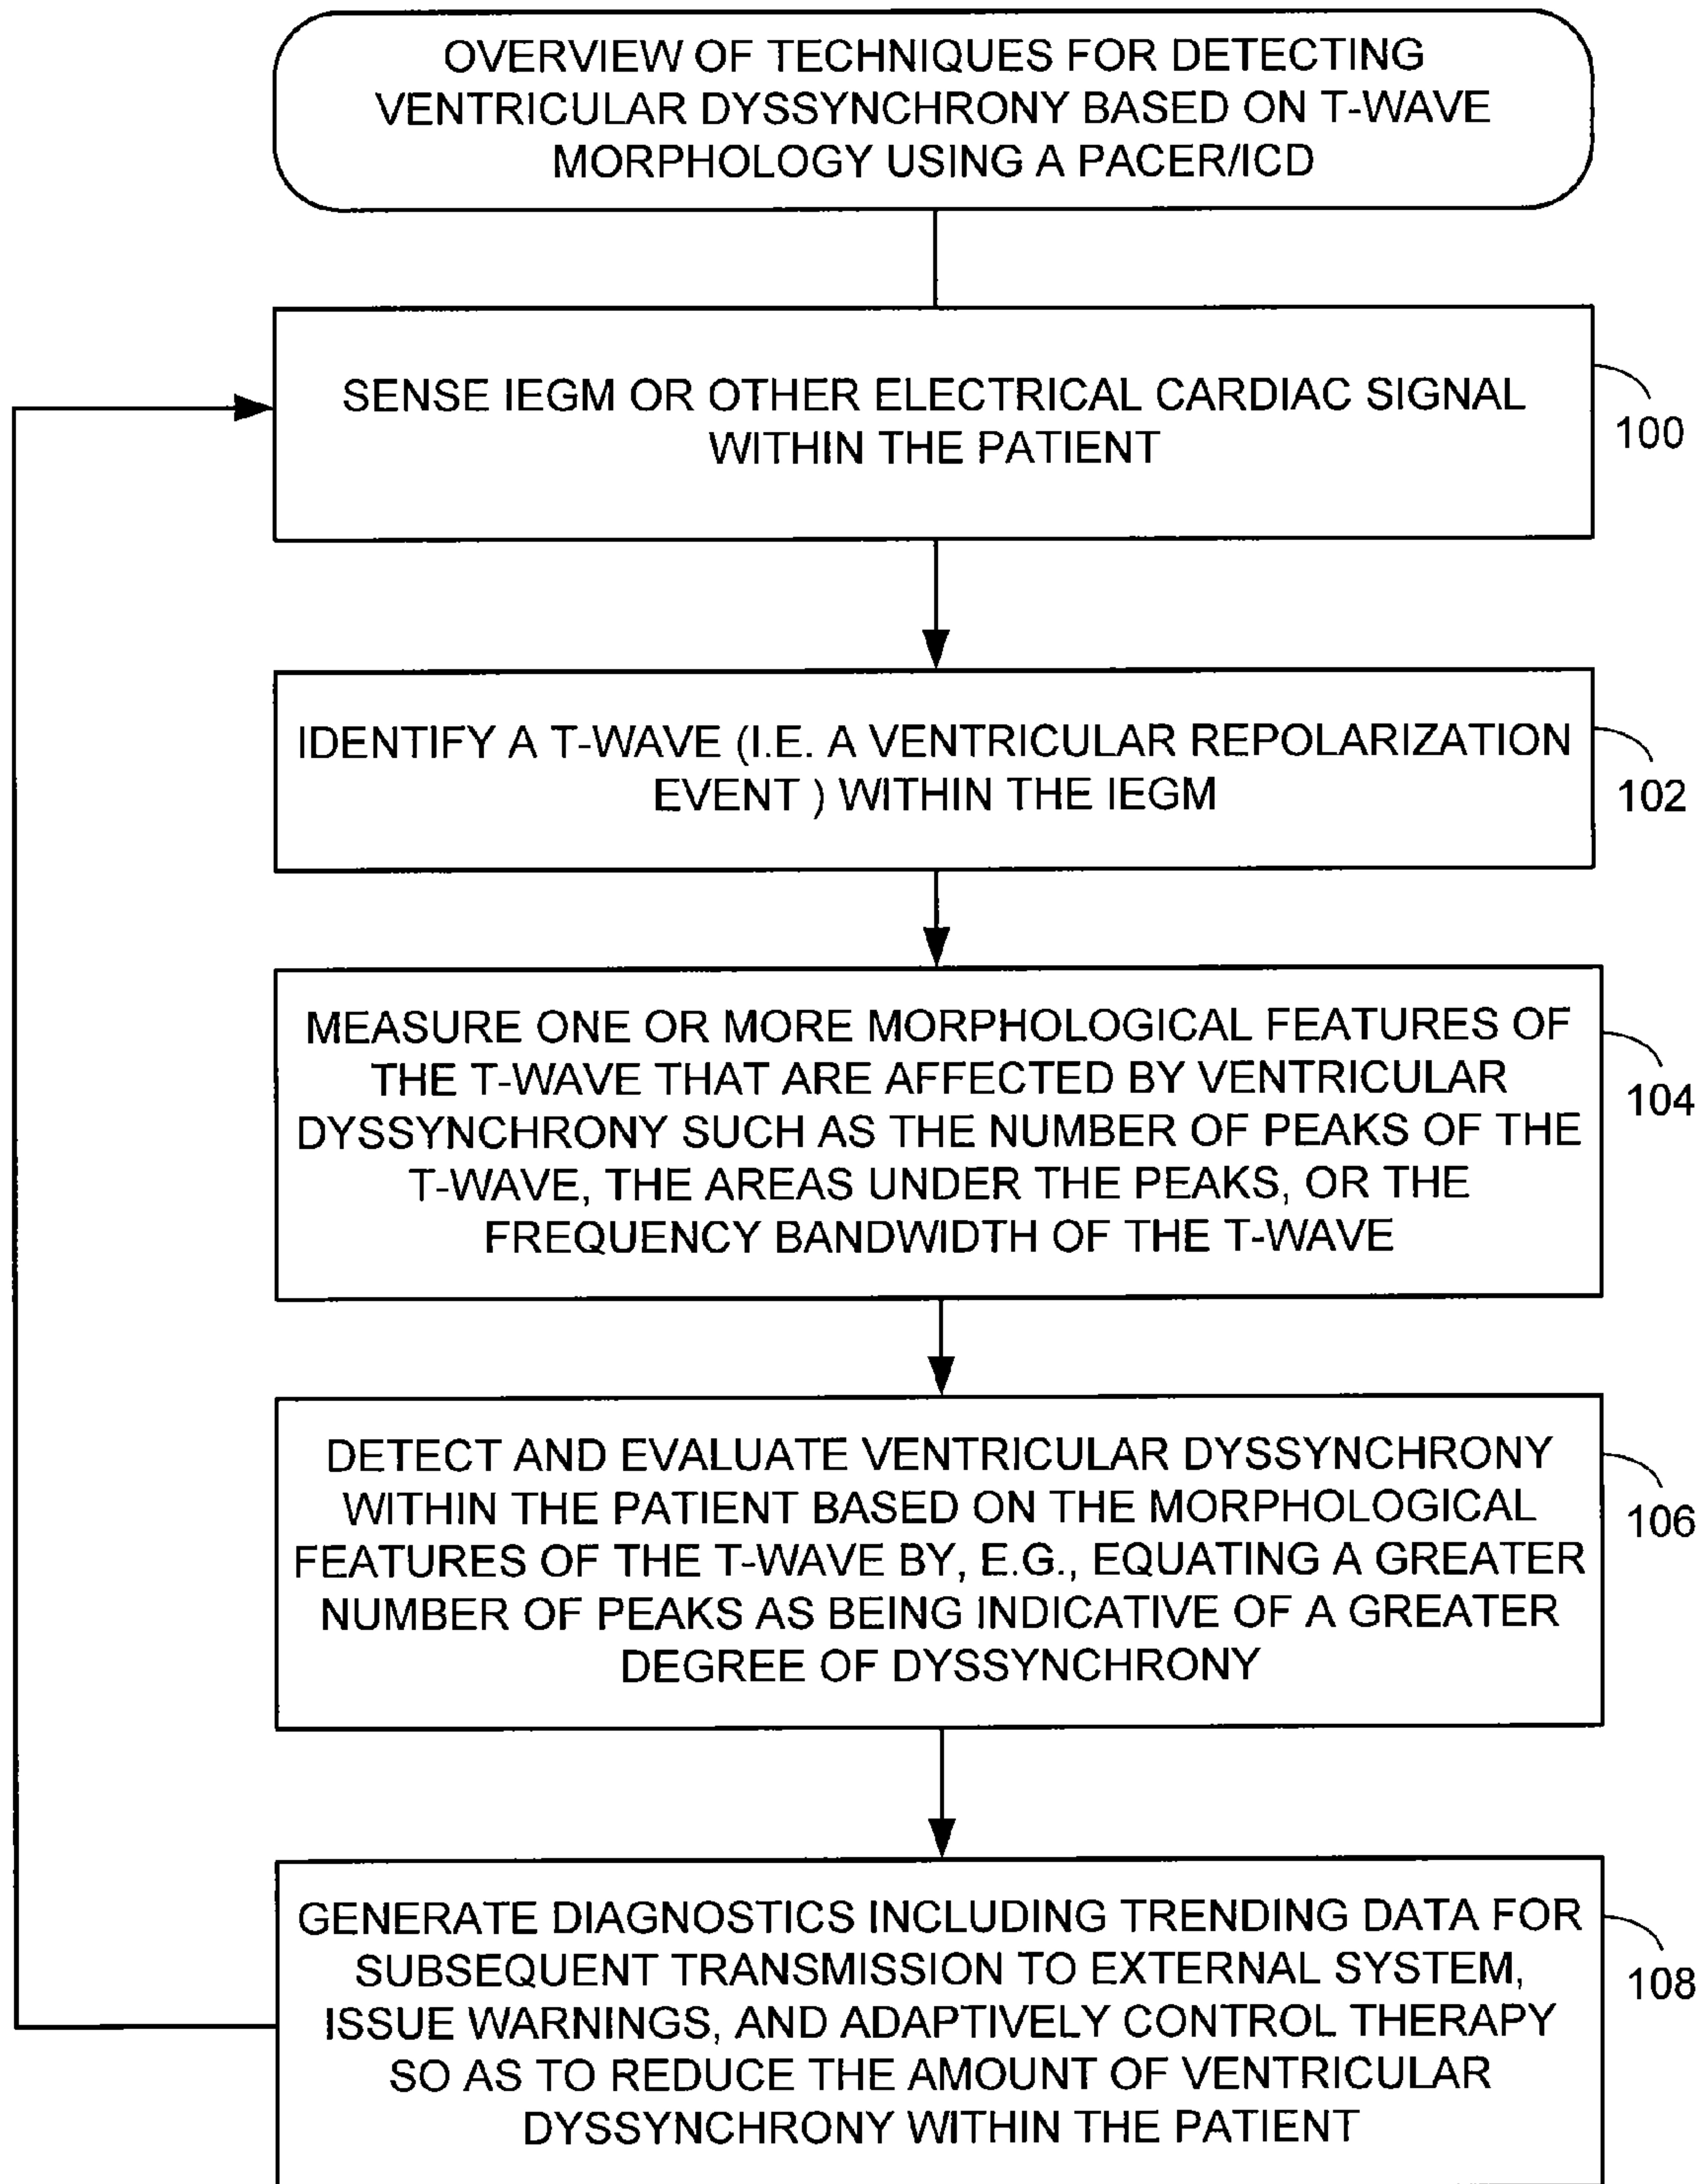 OVERVIEW OF TECHNIQUES FOR DETECTING
VENTRICULAR DYSSYNCHRONY BASED ON T-WAVE
MORPHOLOGY USING A PACER/ICD
SENSE IEGM OR OTHER ELECTRICAL CARDIAC SIGNAL
WITHIN THE PATIENT
100
IDENTIFY A T-WAVE (I.E. A VENTRICULAR REPOLARIZATION
EVENT ) WITHIN THE IEGM
102
MEASURE ONE OR MORE MORPHOLOGICAL FEATURES OF
THE T-WAVE THAT ARE AFFECTED BY VENTRICULAR
DYSSYNCHRONY SUCH AS THE NUMBER OF PEAKS OF THE
T-WAVE, THE AREAS UNDER THE PEAKS, OR THE
FREQUENCY BANDWIDTH OF THE T-WAVE
104
DETECT AND EVALUATE VENTRICULAR DYSSYNCHRONY
WITHIN THE PATIENT BASED ON THE MORPHOLOGICAL
FEATURES OF THE T-WAVE BY, E.G., EQUATING A GREATER
NUMBER OF PEAKS AS BEING INDICATIVE OF A GREATER
DEGREE OF DYSSYNCHRONY
106
GENERATE DIAGNOSTICS INCLUDING TRENDING DATA FOR
SUBSEQUENT TRANSMISSION TO EXTERNAL SYSTEM,
ISSUE WARNINGS, AND ADAPTIVELY CONTROL THERAPY
SO AS TO REDUCE THE AMOUNT OF VENTRICULAR
DYSSYNCHRONY WITHIN THE PATIENT
108